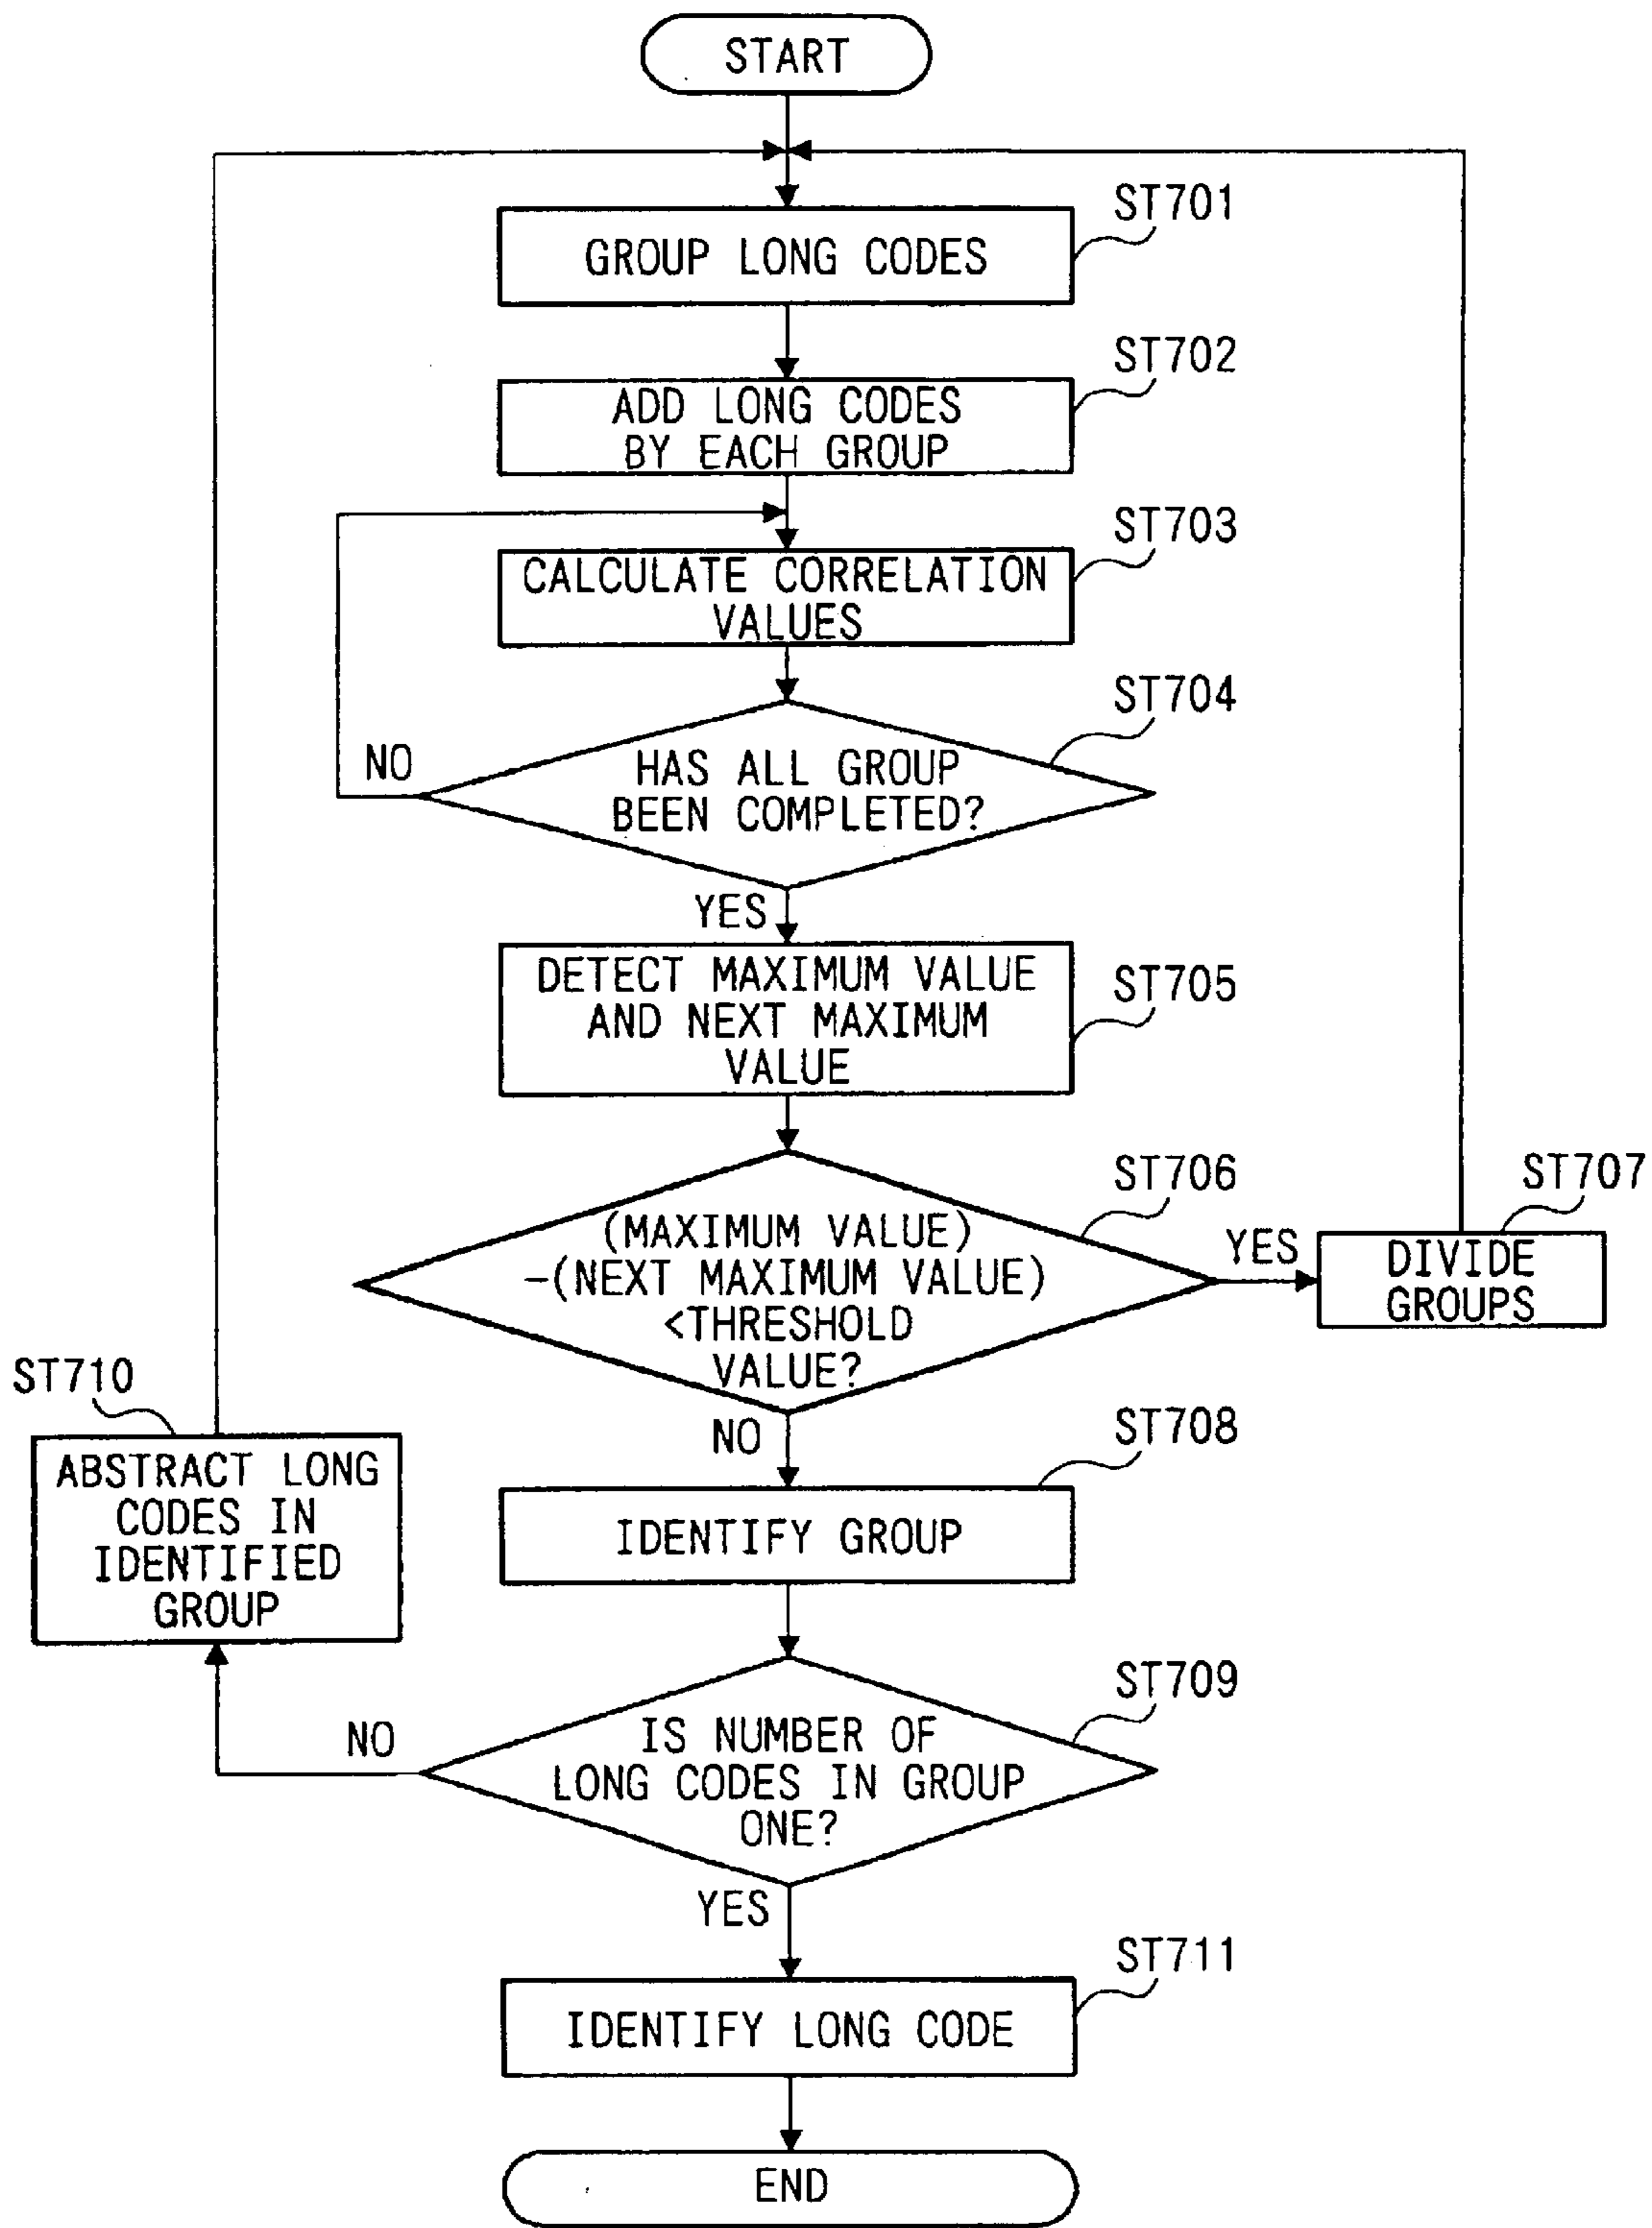 START
ST701
GROUP LONG CODES
ST702
ADD LONG CODES
BY EACH GROUP
ST703
CALCULATE CORRELATION
VALUES
ST704
NO
HAS ALL GROUP
BEEN COMPLETED?
YES
DETECT MAXIMUM VALUE
AND NEXT MAXIMUM
VALUE
ST705
ST706
(MAXIMUM VALUE)
-(NEXT MAXIMUM VALUE)
<THRESHOLD
VALUE?
YES
ST707
DIVIDE
GROUPS
NO
ST708
IDENTIFY GROUP
ST709
IS NUMBER OF
LONG CODES IN GROUP
ONE?
NO
ST710
ABSTRACT LONG
CODES IN
IDENTIFIED
GROUP
YES
ST711
IDENTIFY LONG CODE
END